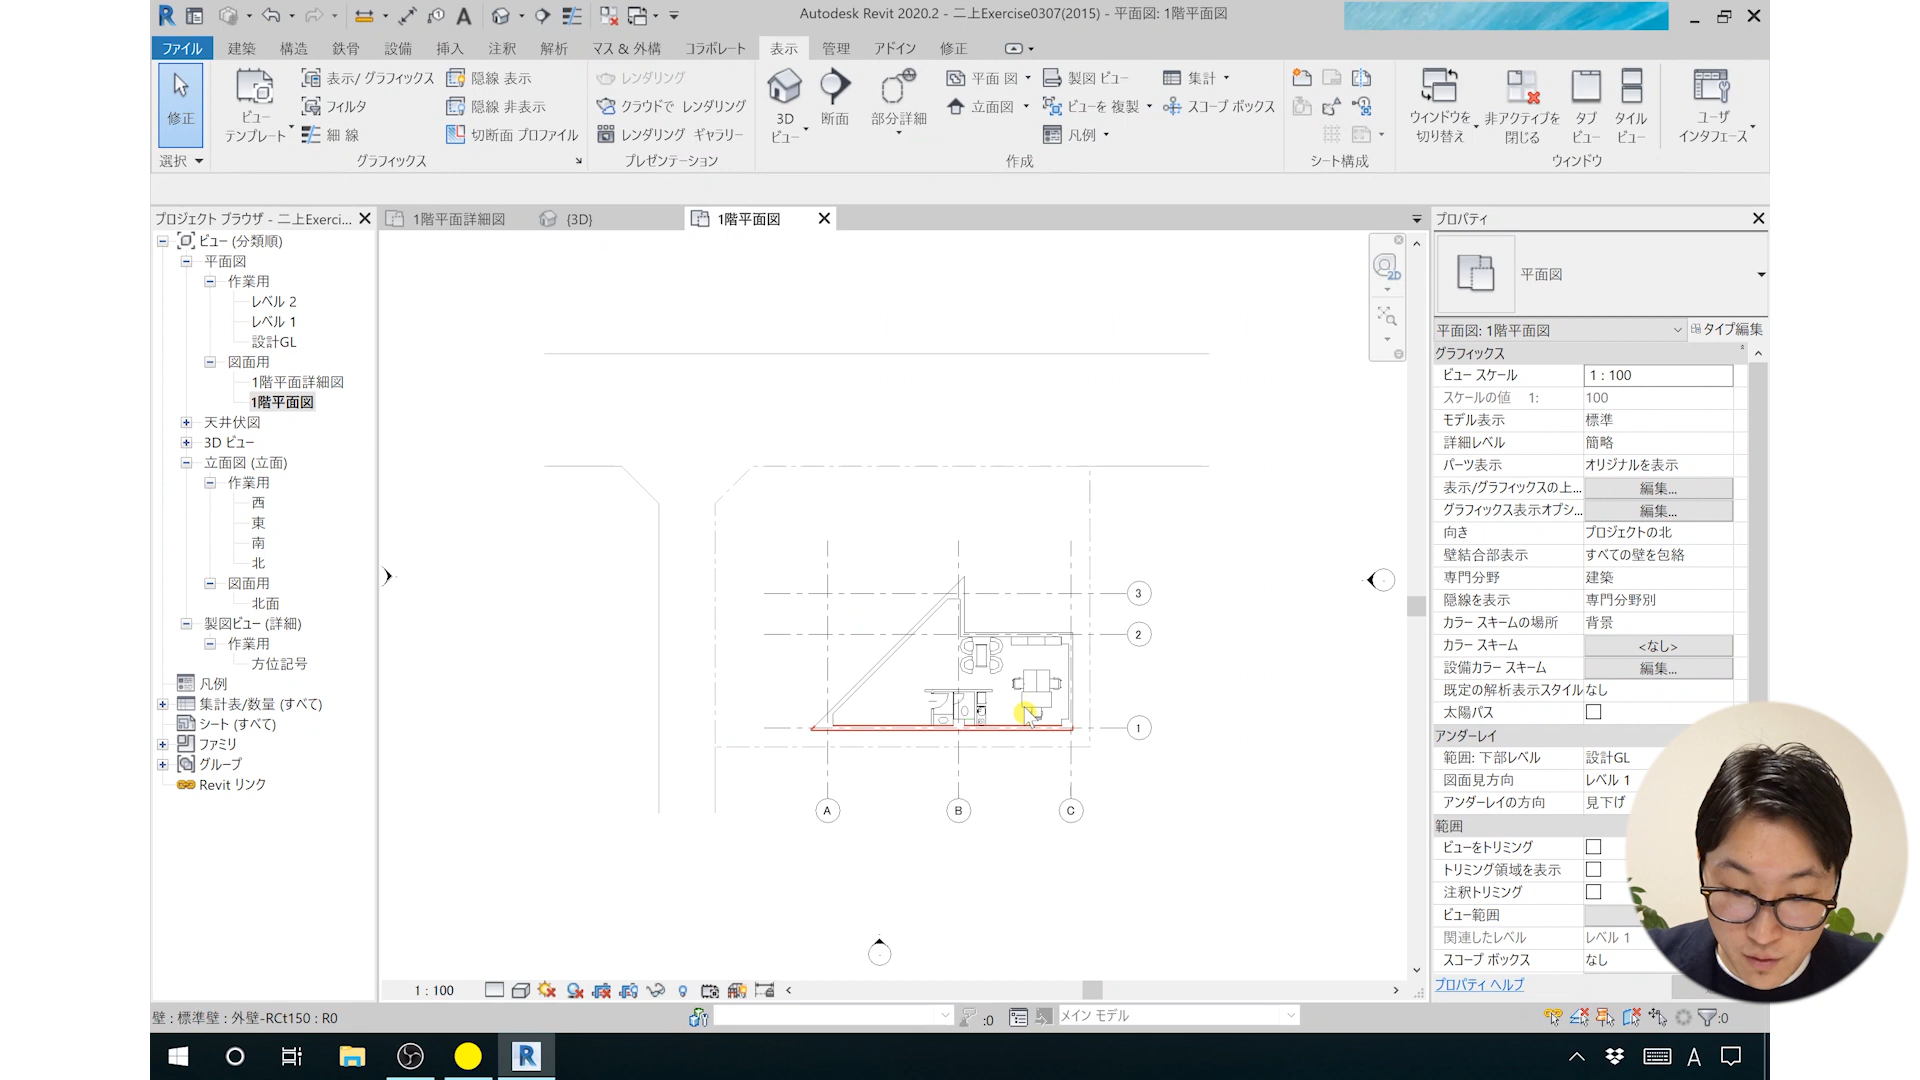 Autodesk Revit 2020.2 - 二上Exercise0307(2015) - 平面図: 1階平面図
ファイル 建築 構造 鉄骨 設備 挿入 注釈 解析 マス & 外構 コラボレート 表示 管理 アドイン 修正
修正
選択
ビュー
テンプレート
表示/ グラフィックス
フィルタ
細 線
隠線 表示
隠線 非表示
切断面 プロファイル
グラフィックス
レンダリング
クラウドで レンダリング
レンダリング ギャラリー
プレゼンテーション
3D
ビュー
断面
部分詳細
平面 図
立面図
製図 ビュー
ビューを 複製
凡例
集計
スコープ ボックス
作成
シート構成
ウィンドウを
切り替え
非アクティブを
閉じる
タブ
ビュー
タイル
ビュー
ウィンドウ
ユーザ
インタフェース
プロジェクト ブラウザ - 二上Exerci...
ビュー (分類順)
平面図
作業用
レベル 2
レベル 1
設計GL
図面用
1階平面詳細図
1階平面図
天井伏図
3D ビュー
立面図 (立面)
作業用
西
東
南
北
図面用
北面
製図ビュー (詳細)
作業用
方位記号
凡例
集計表/数量 (すべて)
シート (すべて)
ファミリ
グループ
Revit リンク
1階平面詳細図 {3D} 1階平面図
2D
3
2
1
A B C
プロパティ
平面図
平面図: 1階平面図 タイプ編集
グラフィックス
ビュー スケール 1 : 100
スケールの値 1: 100
モデル表示 標準
詳細レベル 簡略
パーツ表示 オリジナルを表示
表示/グラフィックスの上... 編集...
グラフィックス表示オプシ... 編集...
向き プロジェクトの北
壁結合部表示 すべての壁を包絡
専門分野 建築
隠線を表示 専門分野別
カラー スキームの場所 背景
カラー スキーム <なし>
設備カラー スキーム 編集...
既定の解析表示スタイル なし
太陽パス
アンダーレイ
範囲: 下部レベル 設計GL
図面見方向 レベル 1
アンダーレイの方向 見下げ
範囲
ビューをトリミング
トリミング領域を表示
注釈トリミング
ビュー範囲
関連したレベル レベル 1
スコープ ボックス なし
プロパティ ヘルプ
1 : 100
壁 : 標準壁 : 外壁-RCt150 : R0
:0
メイン モデル
:0
A